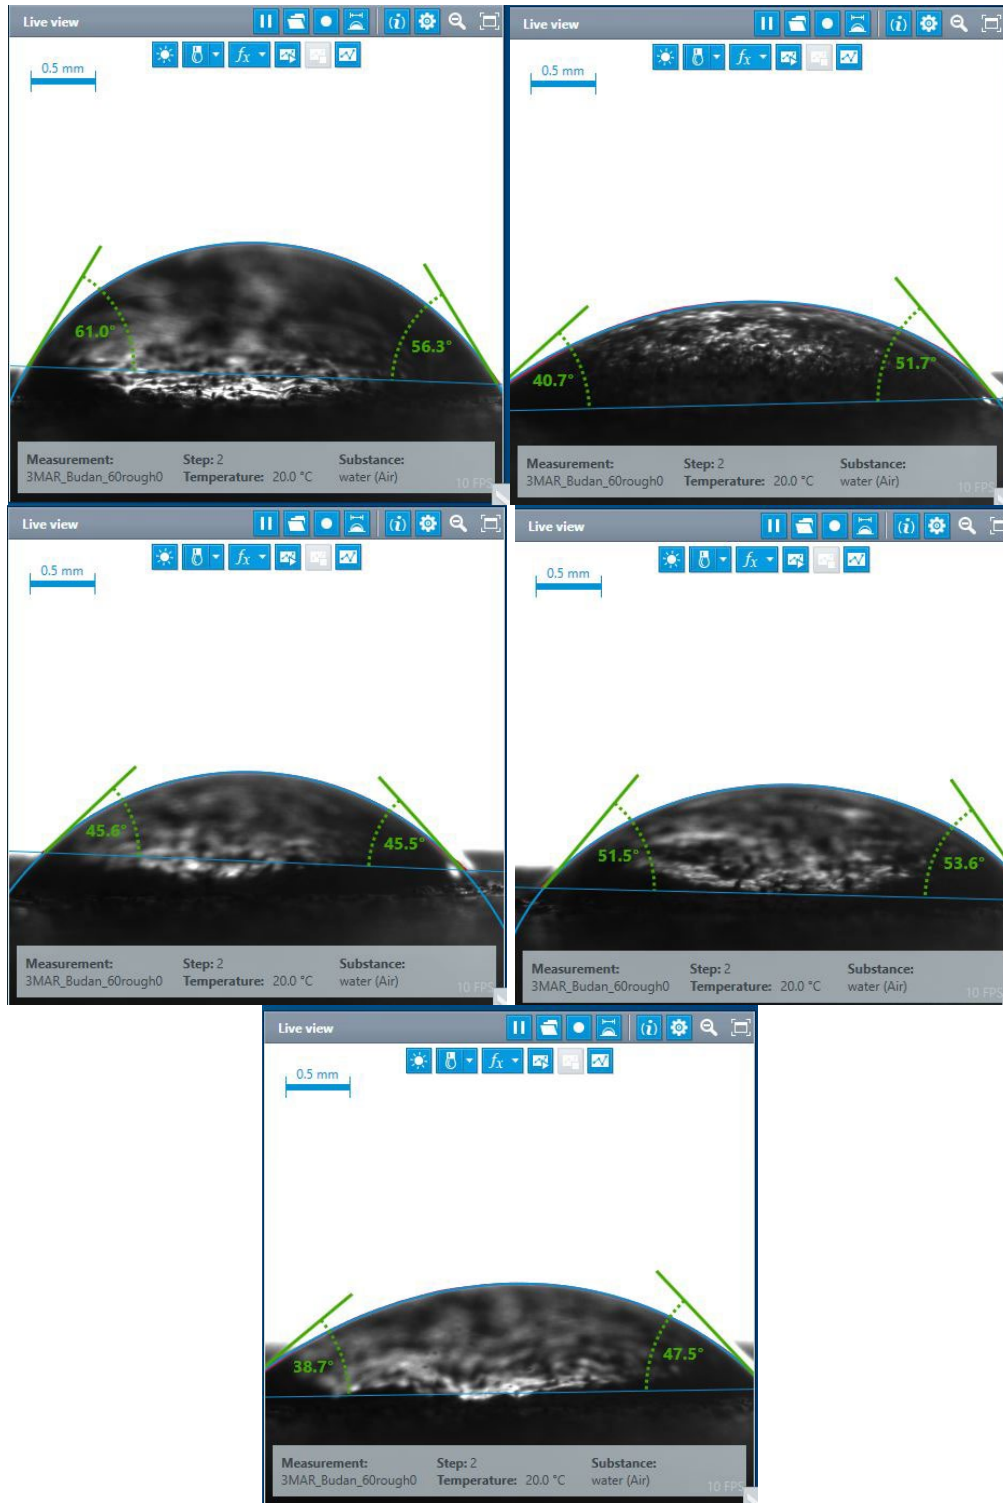 Live view
0.5 mm
61.0°
56.3°
Measurement: Step: 2 Substance:
3MAR_Budan_60rough0 Temperature: 20.0 °C water (Air)
10 FPS
Live view
0.5 mm
40.7°
51.7°
Measurement: Step: 2 Substance:
3MAR_Budan_60rough0 Temperature: 20.0 °C water (Air)
10 FPS
Live view
0.5 mm
45.6°
45.5°
Measurement: Step: 2 Substance:
3MAR_Budan_60rough0 Temperature: 20.0 °C water (Air)
10 FPS
Live view
0.5 mm
51.5°
53.6°
Measurement: Step: 2 Substance:
3MAR_Budan_60rough0 Temperature: 20.0 °C water (Air)
10 FPS
Live view
0.5 mm
38.7°
47.5°
Measurement: Step: 2 Substance:
3MAR_Budan_60rough0 Temperature: 20.0 °C water (Air)
10 FPS